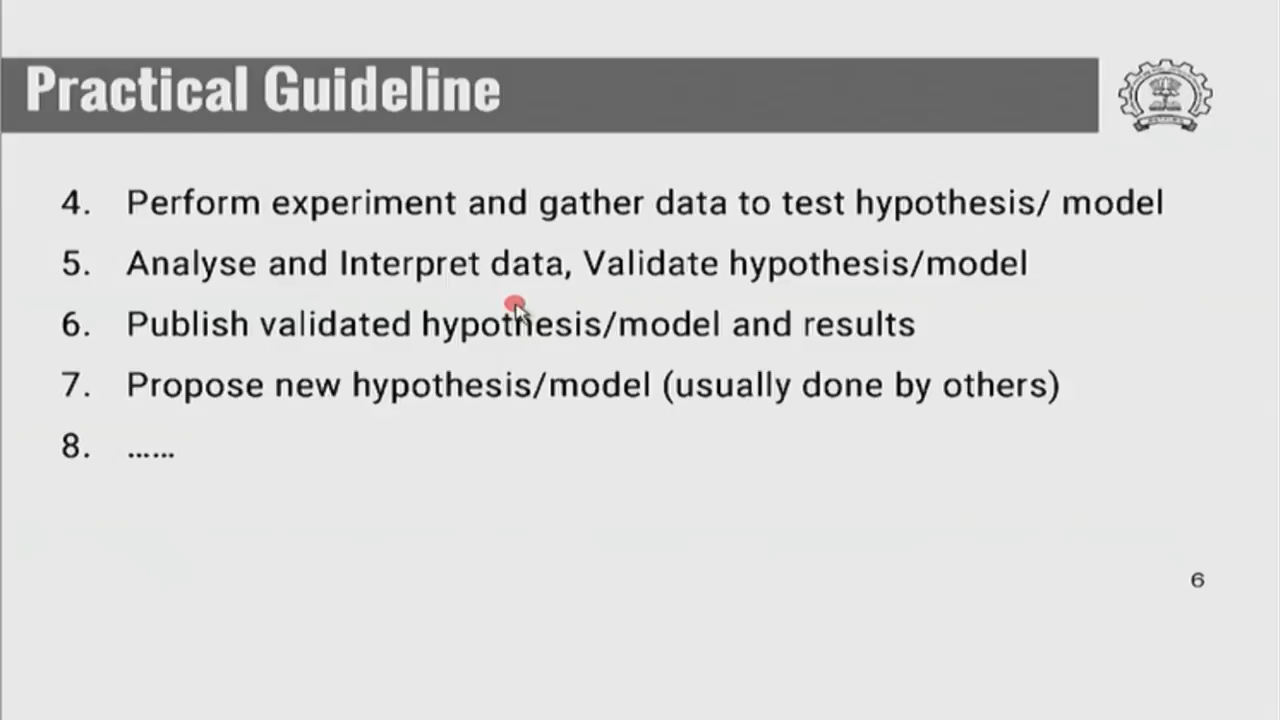 Practical Guideline
4. Perform experiment and gather data to test hypothesis/ model
5. Analyse and Interpret data, Validate hypothesis/model
6. Publish validated hypothesis/model and results
7. Propose new hypothesis/model (usually done by others)
8. ......
6